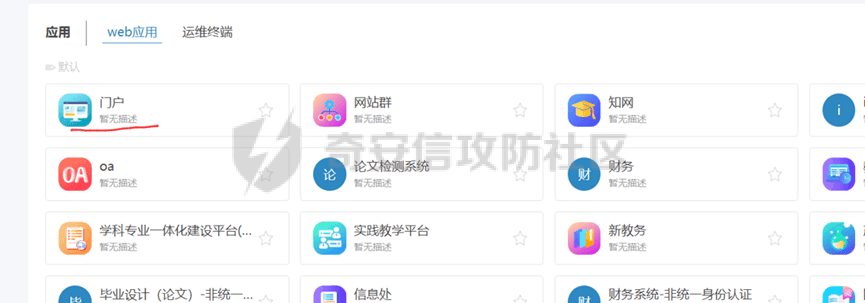 应用 web应用 运维终端
默认
门户 网站群 知网 i
暂无描述 暂无描述 暂无描述
奇安信攻防社区
oa 论 论文检测系统 财 财务
OA 暂无描述 暂无描述 暂无描述
学科专业一体化建设平台(... 实践教学平台 新教务
暂无描述 暂无描述 暂无描述
毕 毕业设计（论文）-非统一... 信息处 财 财务系统-非统一身份认证